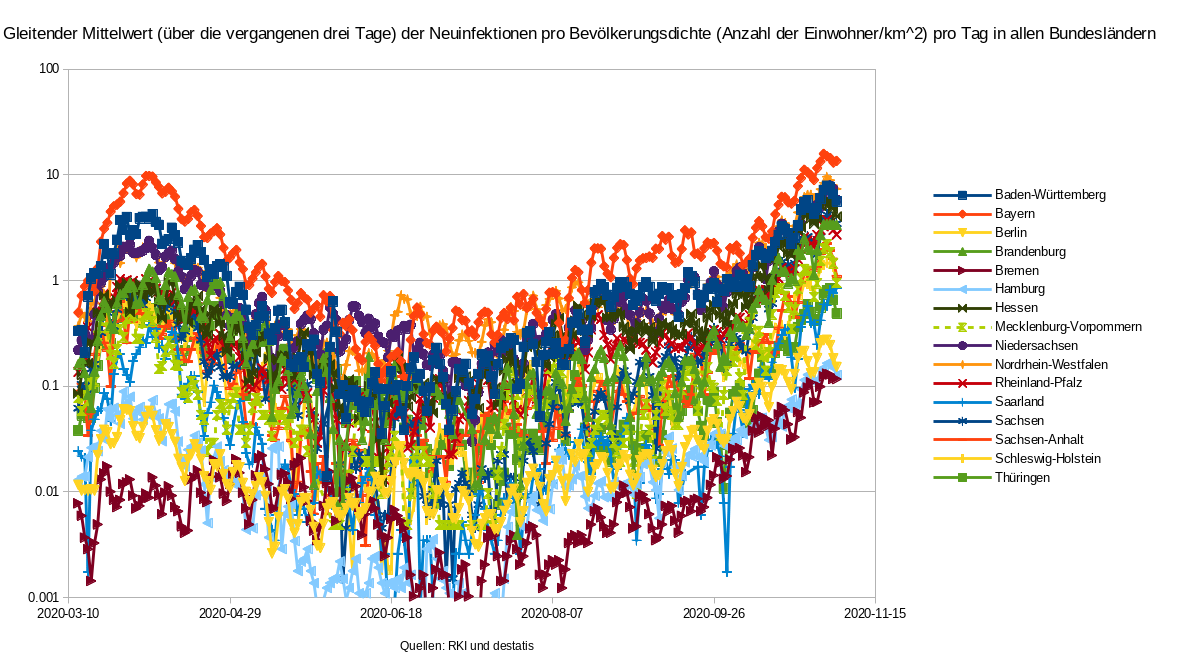 Gleitender Mittelwert (über die vergangenen drei Tage) der Neuinfektionen pro Bevölkerungsdichte (Anzahl der Einwohner/km^2) pro Tag in allen Bundesländern
100
10
1
0.1
0.01
0.001
2020-03-10
2020-04-29
2020-06-18
2020-08-07
2020-09-26
2020-11-15
Baden-Württemberg
Bayern
Berlin
Brandenburg
Bremen
Hamburg
Hessen
Mecklenburg-Vorpommern
Niedersachsen
Nordrhein-Westfalen
Rheinland-Pfalz
Saarland
Sachsen
Sachsen-Anhalt
Schleswig-Holstein
Thüringen
Quellen: RKI und destatis